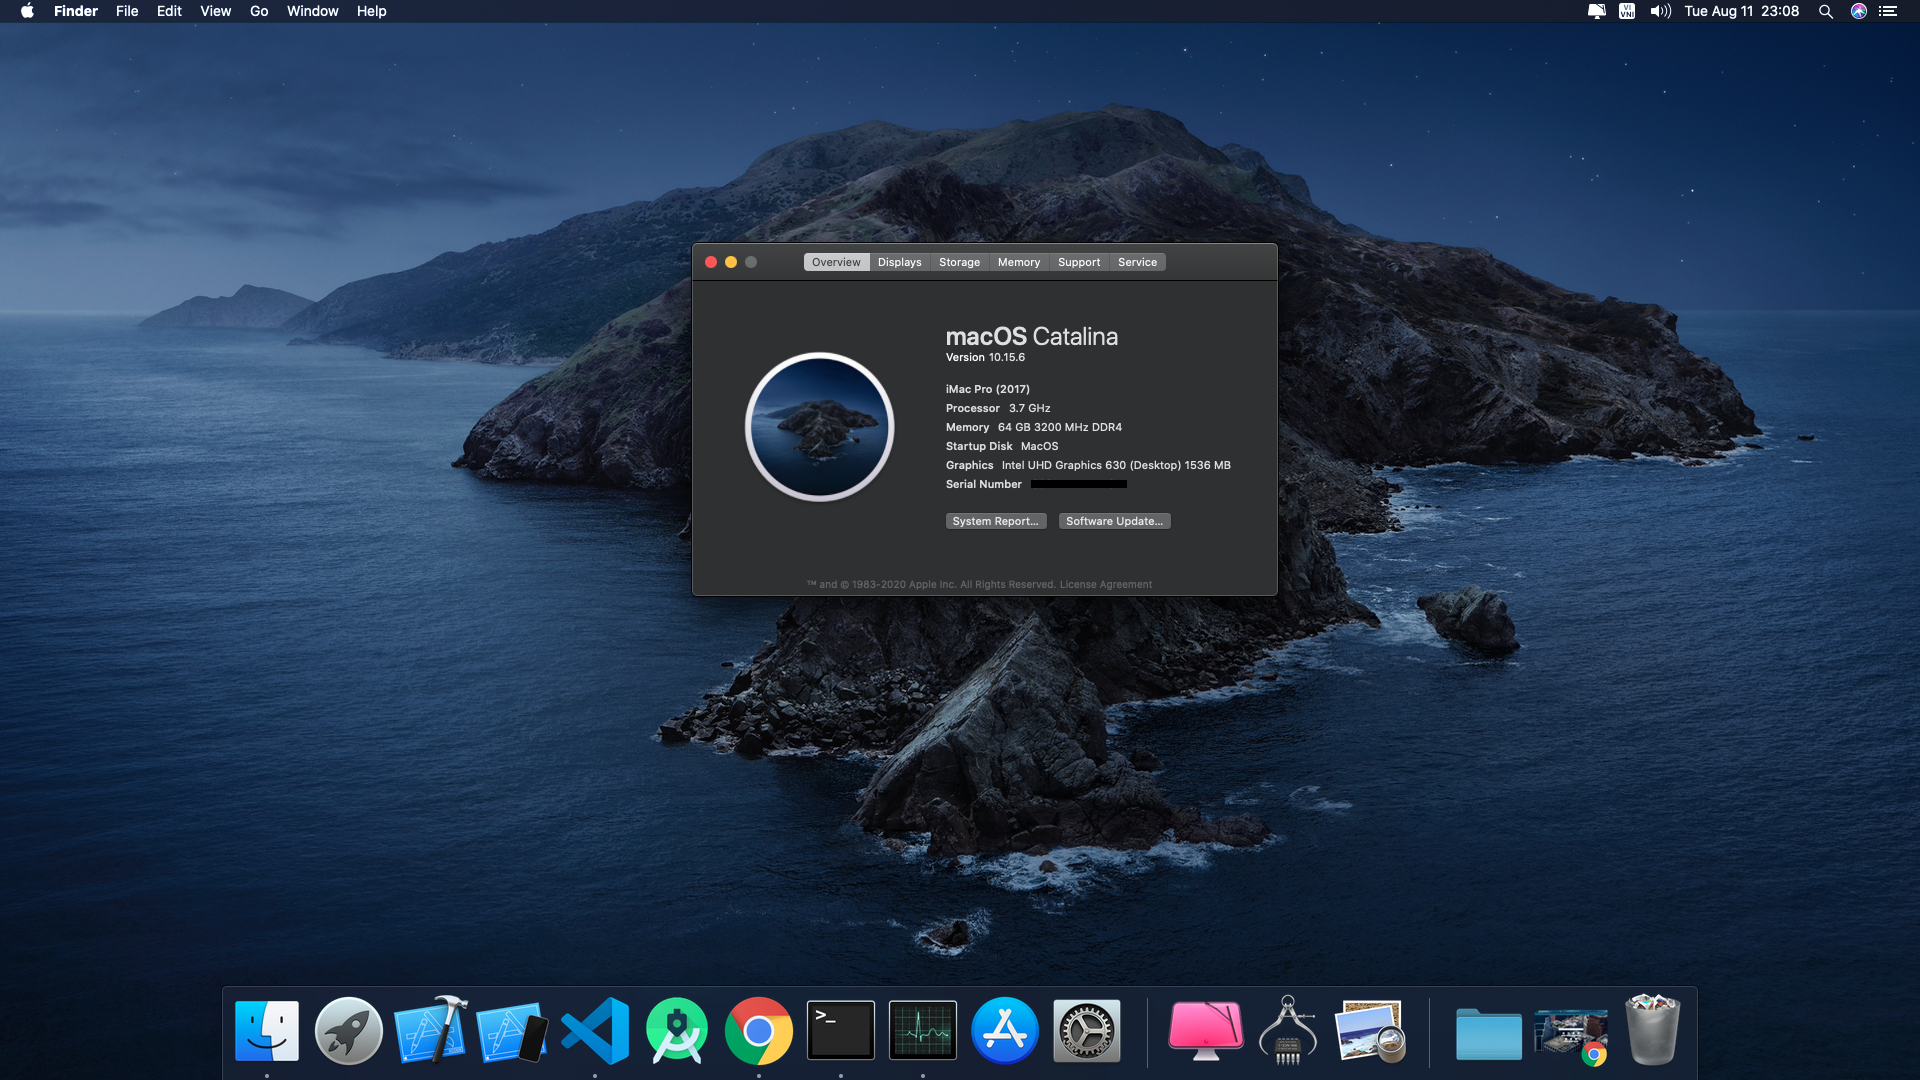 Finder File Edit View Go Window Help
VI
VNI
Tue Aug 11 23:08
Overview Displays Storage Memory Support Service
macOS Catalina
Version 10.15.6
iMac Pro (2017)
Processor 3.7 GHz
Memory 64 GB 3200 MHz DDR4
Startup Disk MacOS
Graphics Intel UHD Graphics 630 (Desktop) 1536 MB
Serial Number
System Report... Software Update...
™ and © 1983-2020 Apple Inc. All Rights Reserved. License Agreement
>_